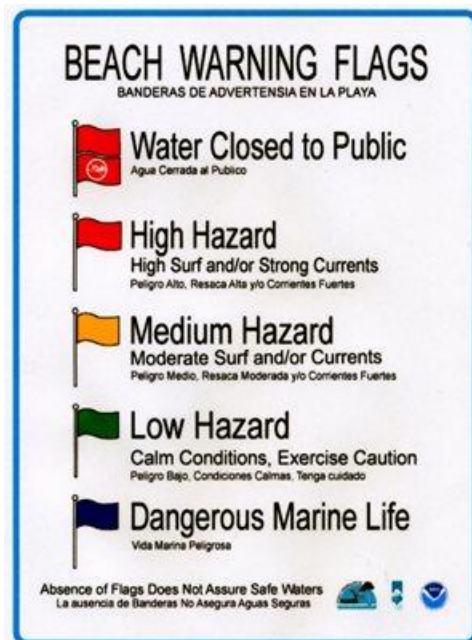 BEACH WARNING FLAGS
BANDERAS DE ADVERTENSIA EN LA PLAYA
Water Closed to Public
Agua Cerrada al Publico
High Hazard
High Surf and/or Strong Currents
Peligro Alto, Resaca Alta y/o Corrientes Fuertes
Medium Hazard
Moderate Surf and/or Currents
Peligro Medio, Resaca Moderada y/o Corrientes Fuertes
Low Hazard
Calm Conditions, Exercise Caution
Peligro Bajo, Condiciones Calmas, Tenga cuidado
Dangerous Marine Life
Vida Marina Peligrosa
Absence of Flags Does Not Assure Safe Waters
La ausencia de Banderas No Asegura Aguas Seguras